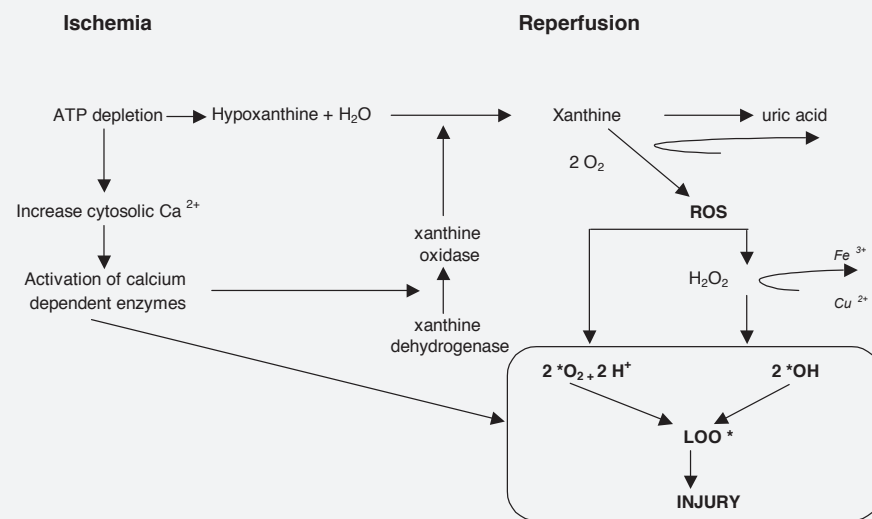 Ischemia
Reperfusion
ATP depletion
Hypoxanthine + H₂O
Xanthine
uric acid
2 O₂
Increase cytosolic Ca ²⁺
ROS
xanthine
oxidase
Activation of calcium
dependent enzymes
H₂O₂
Fe ³⁺
Cu ²⁺
xanthine
dehydrogenase
2 *O₂ ₊ 2 H⁺
2 *OH
LOO *
INJURY